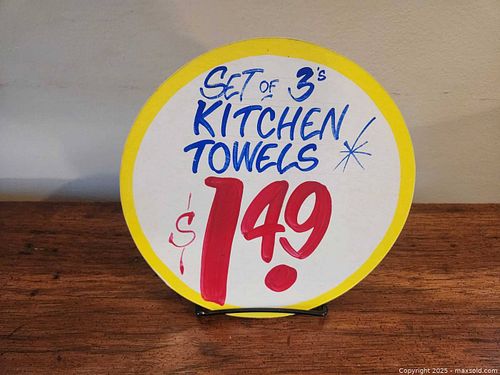 SET OF 3's
KITCHEN
TOWELS *
$1.49
Copyright 2025 - maxsold.com